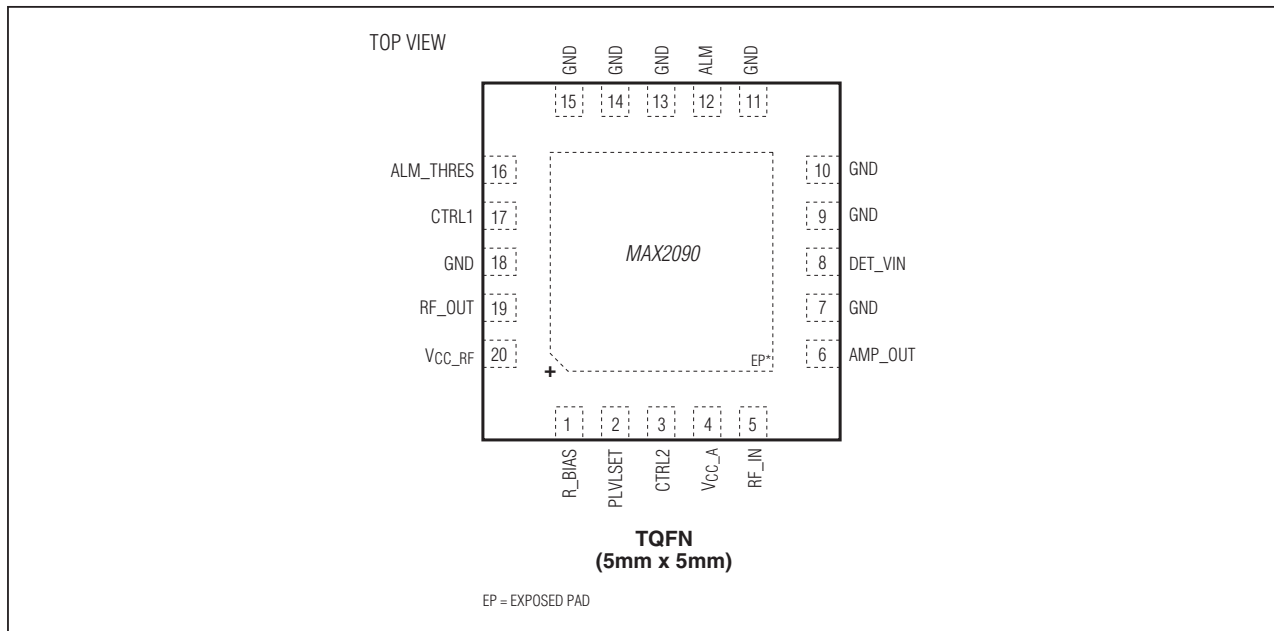 TOP VIEW
GND GND GND ALM GND
15 14 13 12 11
ALM_THRES 16 10 GND
CTRL1 17 9 GND
MAX2090
GND 18 8 DET_VIN
RF_OUT 19 7 GND
VCC_RF 20 6 AMP_OUT
EP*
+
1 2 3 4 5
R_BIAS PLVLSET CTRL2 VCC_A RF_IN
TQFN
(5mm x 5mm)
EP = EXPOSED PAD